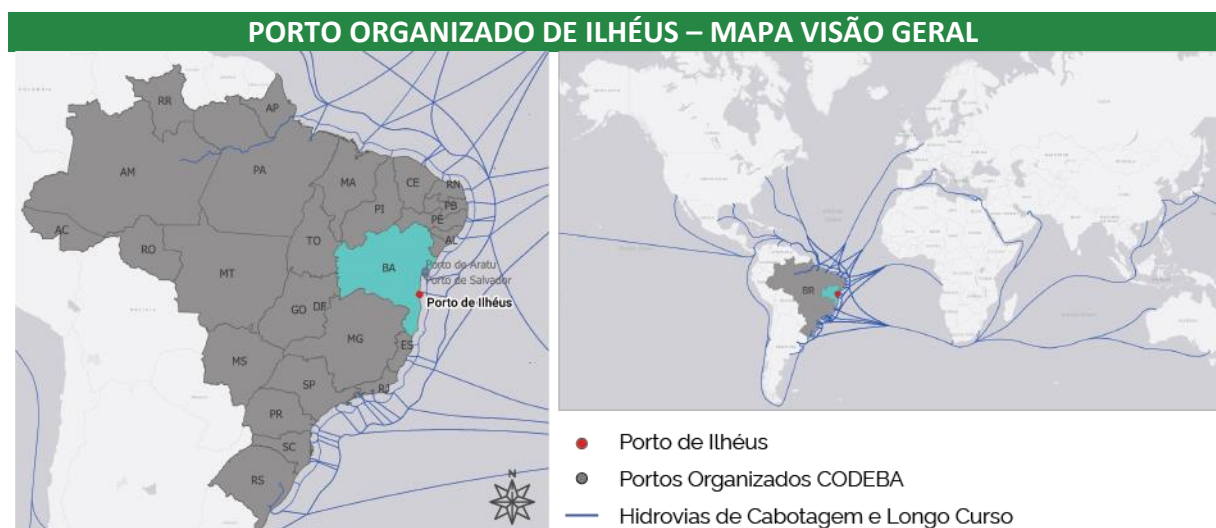 PORTO ORGANIZADO DE ILHÉUS – MAPA VISÃO GERAL
RR
AP
AM
PA
MA
CE
RN
PB
PI
PE
AL
AC
RO
TO
BA
Porto de Aratu
Porto de Salvador
MT
Porto de Ilhéus
GO
DF
MG
ES
MS
SP
RJ
PR
SC
RS
N
BR
Porto de Ilhéus
Portos Organizados CODEBA
Hidrovias de Cabotagem e Longo Curso